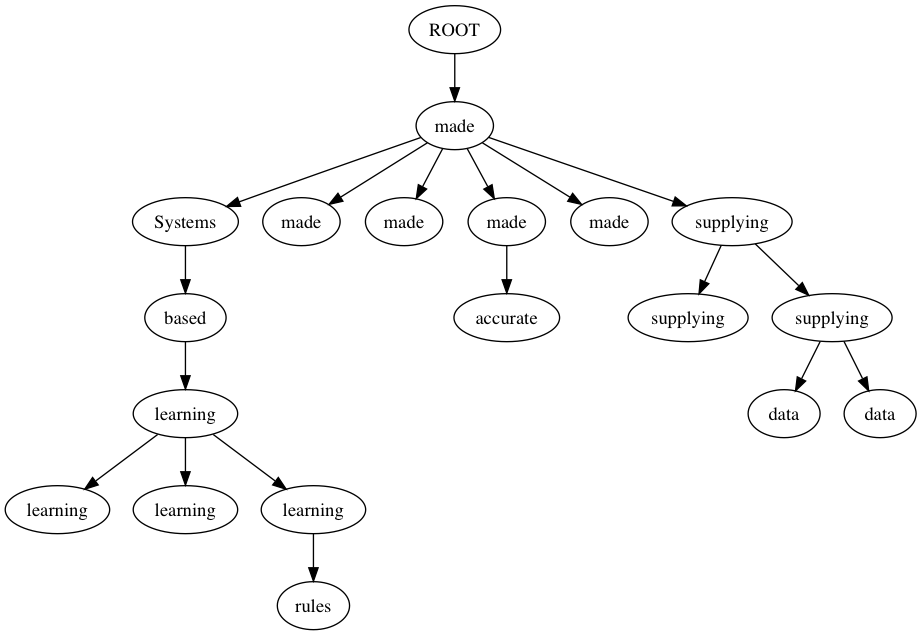 ROOT
made
Systems made made made made supplying
based accurate supplying supplying
learning data data
learning learning learning
rules